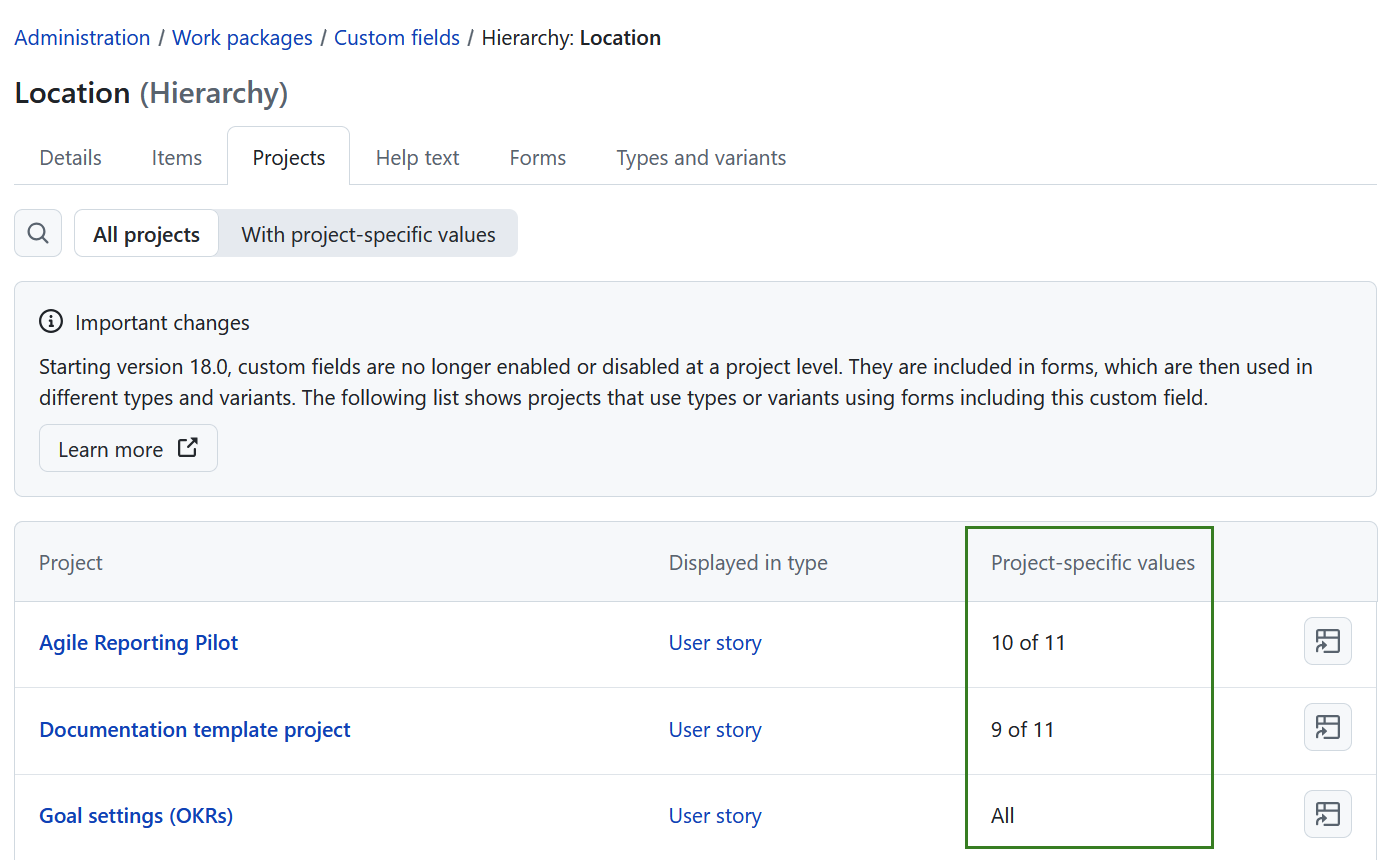 Administration / Work packages / Custom fields / Hierarchy: Location
Location (Hierarchy)
Details Items Projects Help text Forms Types and variants
All projects With project-specific values
Important changes
Starting version 18.0, custom fields are no longer enabled or disabled at a project level. They are included in forms, which are then used in
different types and variants. The following list shows projects that use types or variants using forms including this custom field.
Learn more
Project Displayed in type Project-specific values
Agile Reporting Pilot User story 10 of 11
Documentation template project User story 9 of 11
Goal settings (OKRs) User story All